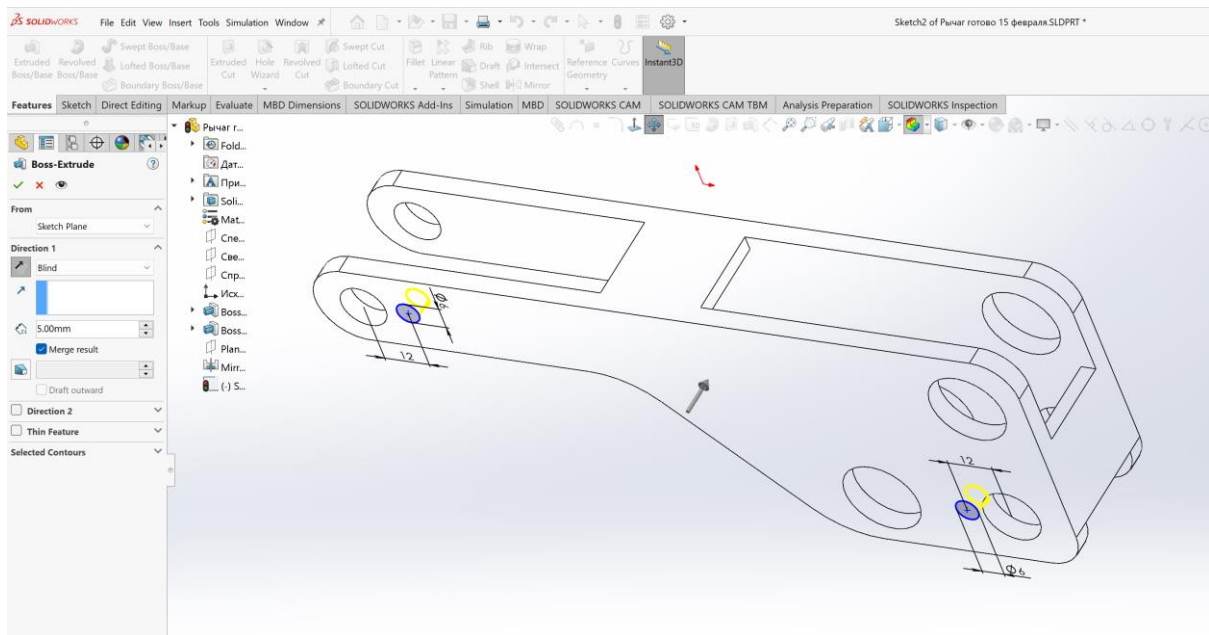 SOLIDWORKS File Edit View Insert Tools Simulation Window Sketch2 of Рычаг готово 15 февраля.SLDPRT *
Extruded Boss/Base Revolved Boss/Base Swept Boss/Base Lofted Boss/Base Boundary Boss/Base Extruded Cut Hole Wizard Revolved Cut Swept Cut Lofted Cut Boundary Cut Fillet Linear Pattern Rib Draft Shell Wrap Intersect Mirror Reference Geometry Curves Instant3D
Features Sketch Direct Editing Markup Evaluate MBD Dimensions SOLIDWORKS Add-Ins Simulation MBD SOLIDWORKS CAM SOLIDWORKS CAM TBM Analysis Preparation SOLIDWORKS Inspection
Boss-Extrude
From
Sketch Plane
Direction 1
Blind
5.00mm
Merge result
Draft outward
Direction 2
Thin Feature
Selected Contours
Рычаг г...
Fold...
Дат...
При...
Soli...
Mat...
Спе...
Све...
Спр...
Исх...
Boss...
Boss...
Plan...
Mirr...
(-) S...
Ø6
12
12
Ø6